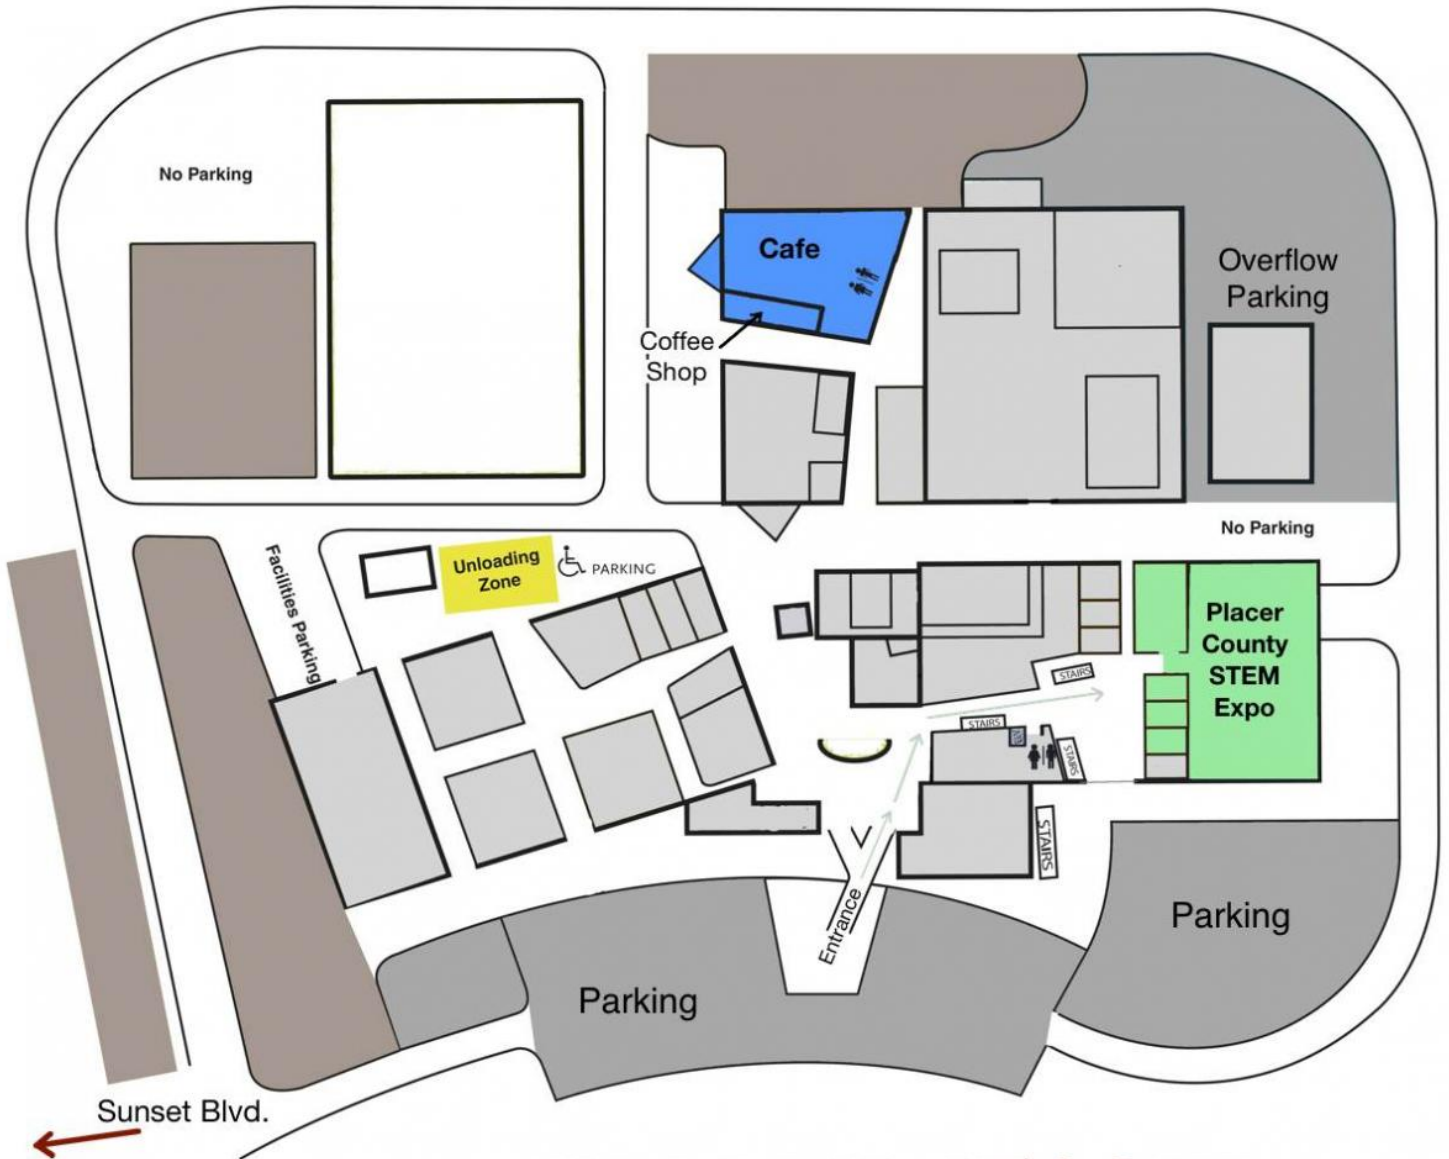 No Parking
Cafe
Overflow
Parking
Coffee
Shop
No Parking
Facilities Parking
Unloading
Zone
PARKING
Placer
County
STEM
Expo
STAIRS
STAIRS
STAIRS
STAIRS
Entrance
Parking
Parking
Sunset Blvd.